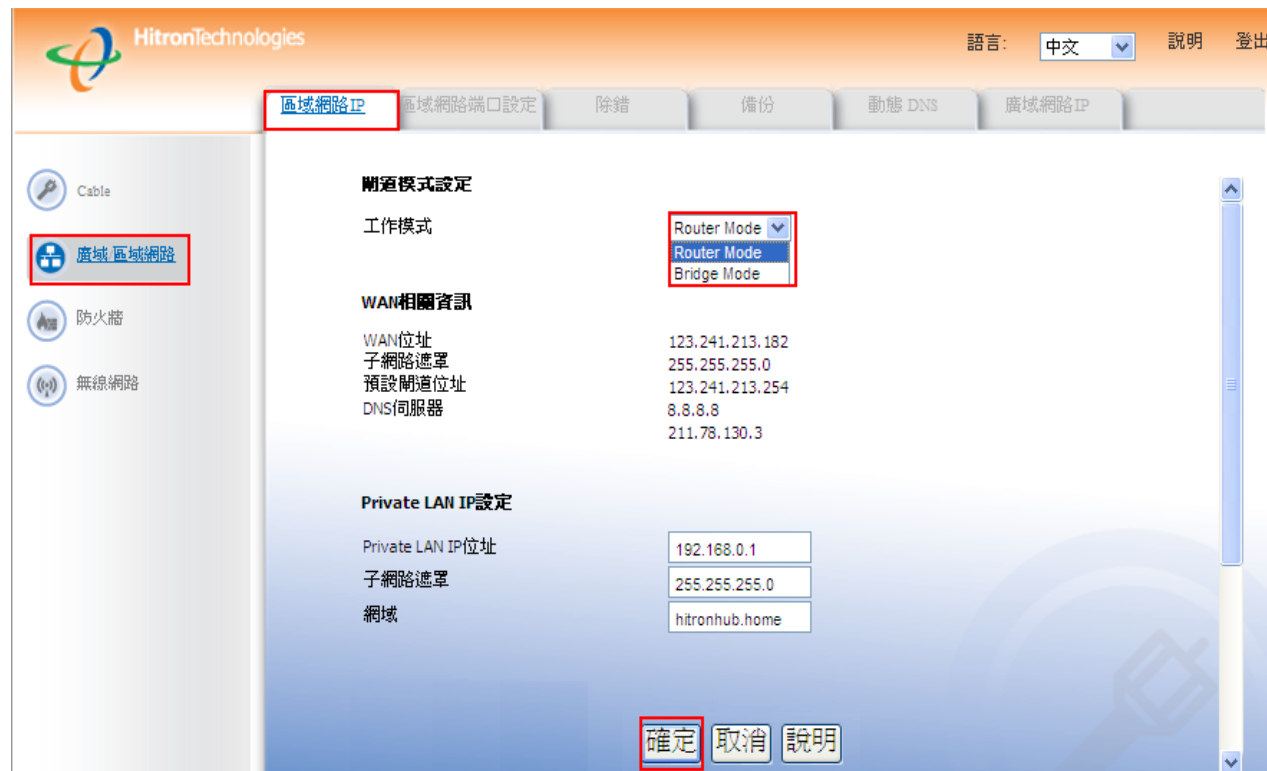 HitronTechnologies
語言: 中文 說明 登出
區域網路IP 區域網路端口設定 除錯 備份 動態 DNS 廣域網路IP
Cable
廣域/區域網路
防火牆
無線網路
閘道模式設定
工作模式 Router Mode
Router Mode
Bridge Mode
WAN相關資訊
WAN位址 123.241.213.182
子網路遮罩 255.255.255.0
預設閘道位址 123.241.213.254
DNS伺服器 8.8.8.8
211.78.130.3
Private LAN IP設定
Private LAN IP位址 192.168.0.1
子網路遮罩 255.255.255.0
網域 hitronhub.home
確定 取消 說明